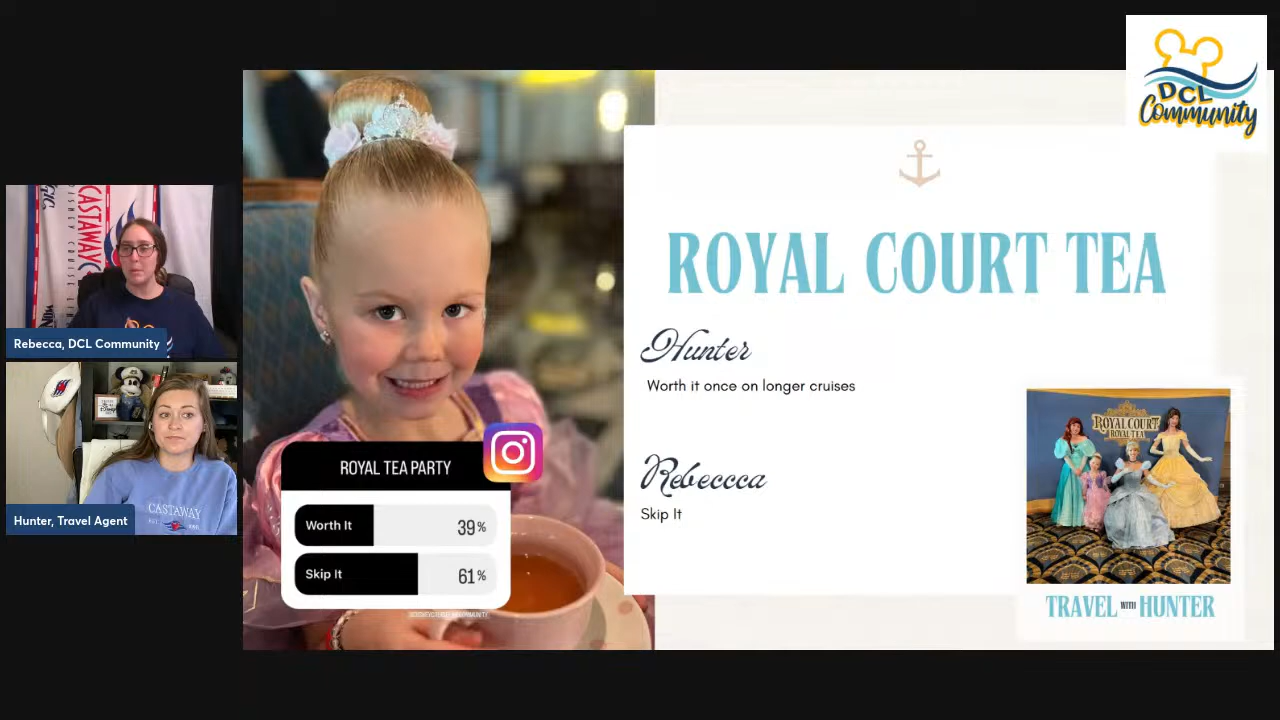 DCL
Community
CASTAWAY
Rebecca, DCL Community
CASTAWAY
Hunter, Travel Agent
ROYAL TEA PARTY
Worth It
39%
Skip It
61%
ROYAL COURT TEA
Hunter
Worth it once on longer cruises
Rebeccca
Skip It
ROYAL COURT
ROYAL TEA
TRAVEL WITH HUNTER